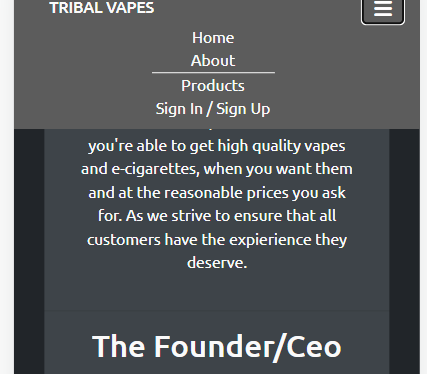 TRIBAL VAPES
Home
About
Products
Sign In / Sign Up
you're able to get high quality vapes
and e-cigarettes, when you want them
and at the reasonable prices you ask
for. As we strive to ensure that all
customers have the expierience they
deserve.
The Founder/Ceo